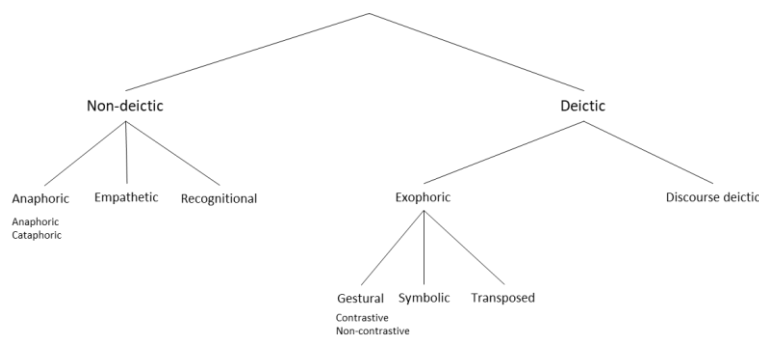 Non-deictic
Deictic
Anaphoric
Empathetic
Recognitional
Exophoric
Discourse deictic
Anaphoric
Cataphoric
Gestural
Symbolic
Transposed
Contrastive
Non-contrastive